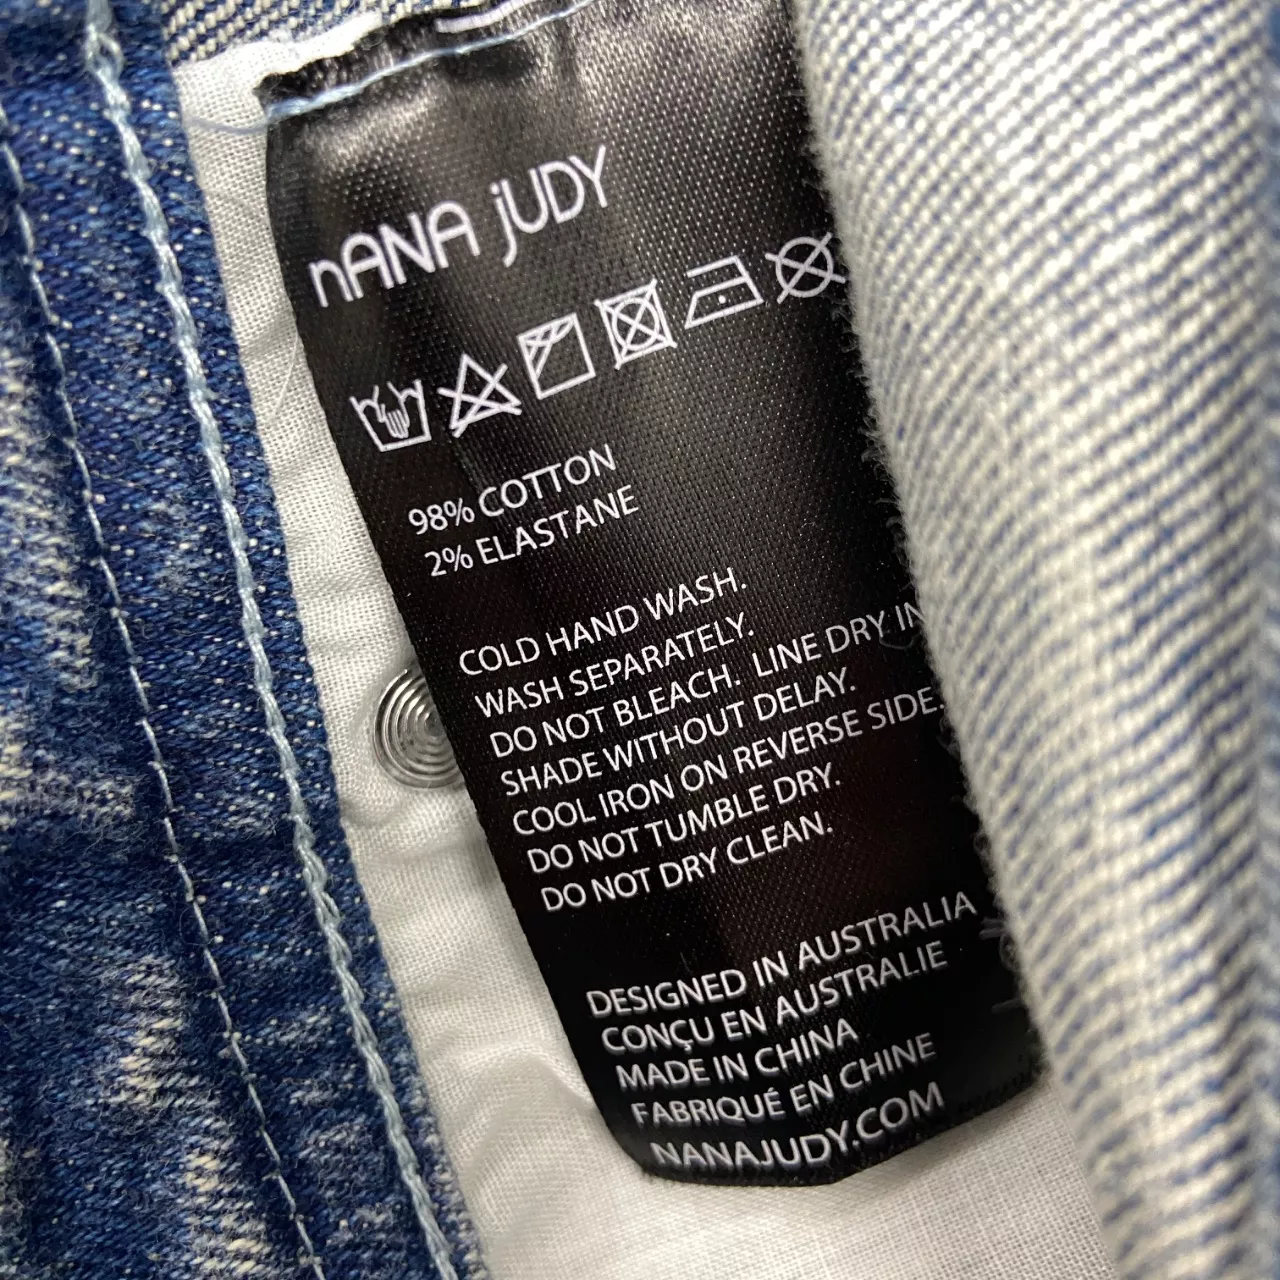 nANA jUDY
98% COTTON
2% ELASTANE
COLD HAND WASH.
WASH SEPARATELY.
DO NOT BLEACH. LINE DRY IN
SHADE WITHOUT DELAY.
COOL IRON ON REVERSE SIDE.
DO NOT TUMBLE DRY.
DO NOT DRY CLEAN.
DESIGNED IN AUSTRALIA
CONÇU EN AUSTRALIE
MADE IN CHINA
FABRIQUÉ EN CHINE
NANAJUDY.COM